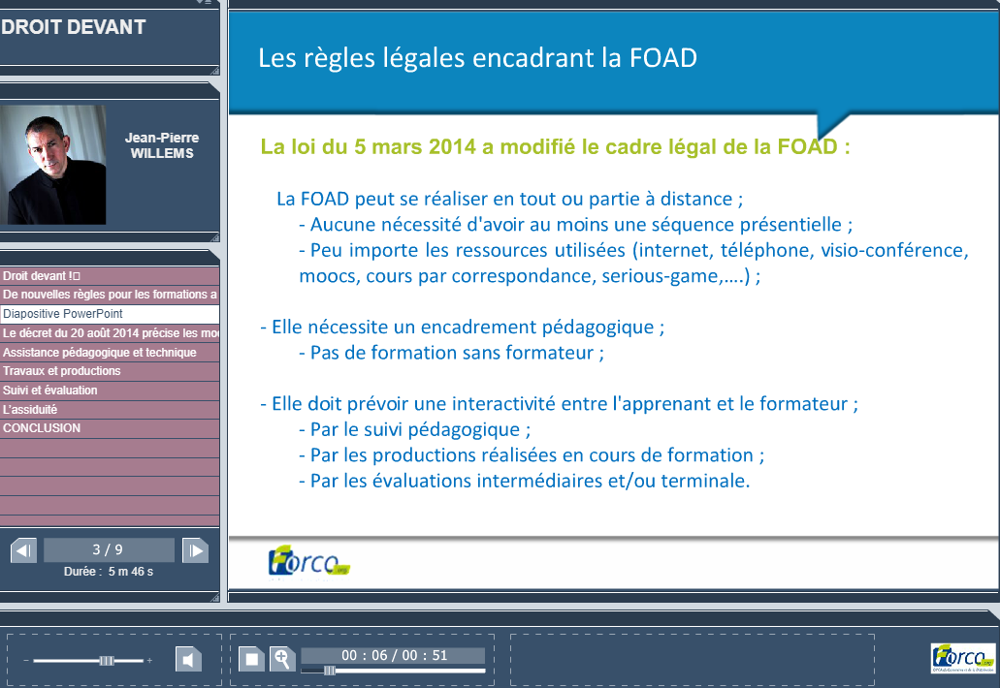 DROIT DEVANT
Jean-Pierre
WILLEMS
Droit devant !
De nouvelles règles pour les formations a
Diapositive PowerPoint
Le décret du 20 août 2014 précise les mo
Assistance pédagogique et technique
Travaux et productions
Suivi et évaluation
L'assiduité
CONCLUSION
3 / 9
Durée : 5 m 46 s
Les règles légales encadrant la FOAD
La loi du 5 mars 2014 a modifié le cadre légal de la FOAD :
La FOAD peut se réaliser en tout ou partie à distance ;
- Aucune nécessité d'avoir au moins une séquence présentielle ;
- Peu importe les ressources utilisées (internet, téléphone, visio-conférence,
moocs, cours par correspondance, serious-game,....) ;
- Elle nécessite un encadrement pédagogique ;
- Pas de formation sans formateur ;
- Elle doit prévoir une interactivité entre l'apprenant et le formateur ;
- Par le suivi pédagogique ;
- Par les productions réalisées en cours de formation ;
- Par les évaluations intermédiaires et/ou terminale.
Forco
- +
00 : 06 / 00 : 51
Forco